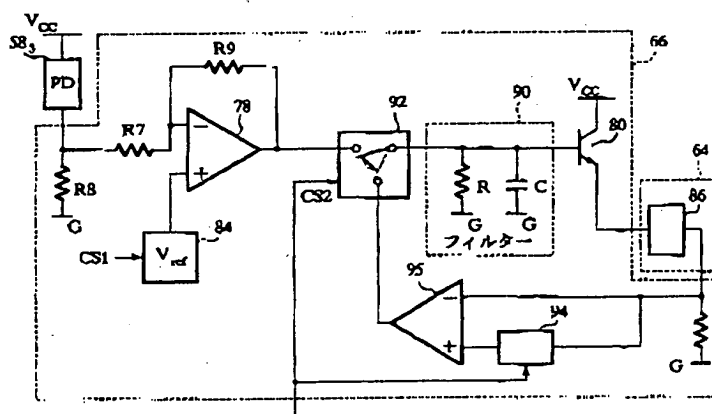 VCC
S8₃
PD
R9
66
78
92
90
VCC
80
R7
64
R8
G
CS2
R
C
86
G
G
フィルター
84
CS1
Vref
95
94
G